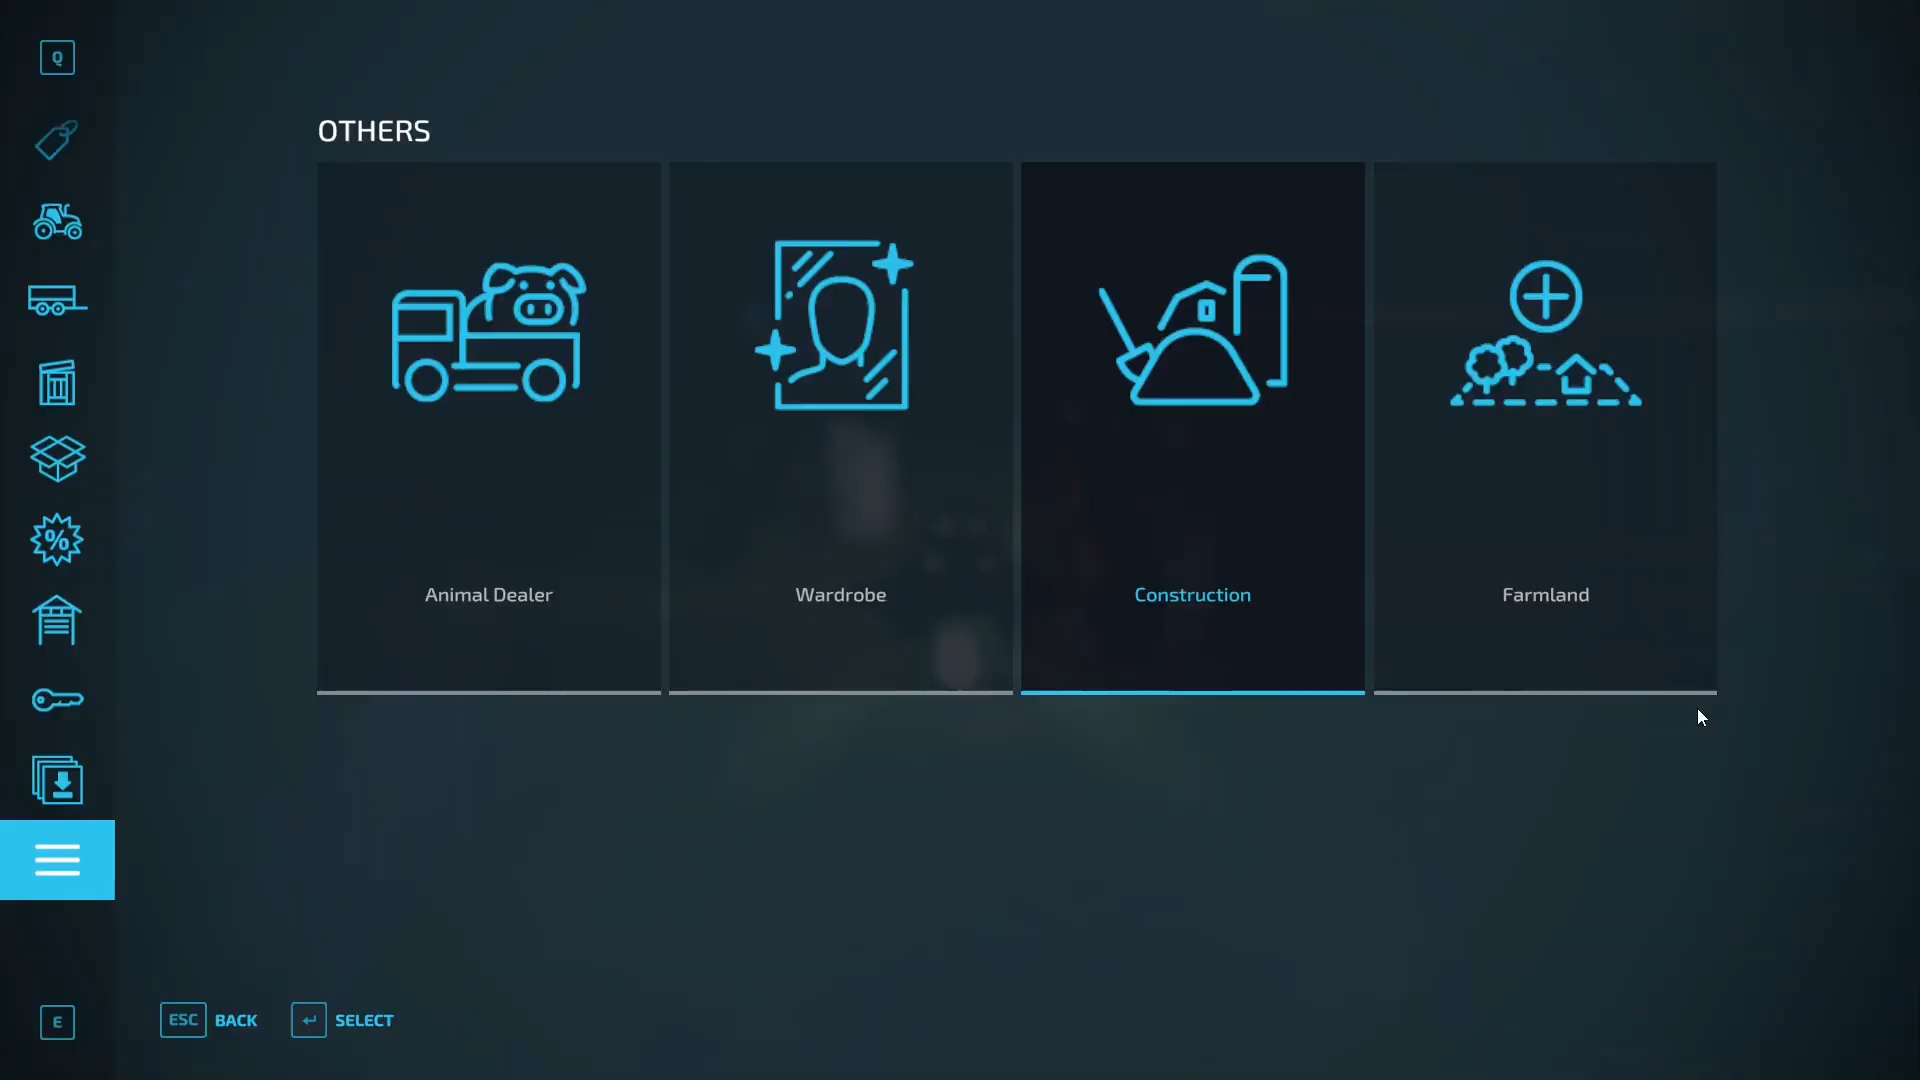 Q
OTHERS
%
Animal Dealer
Wardrobe
Construction
Farmland
E
ESC BACK
SELECT